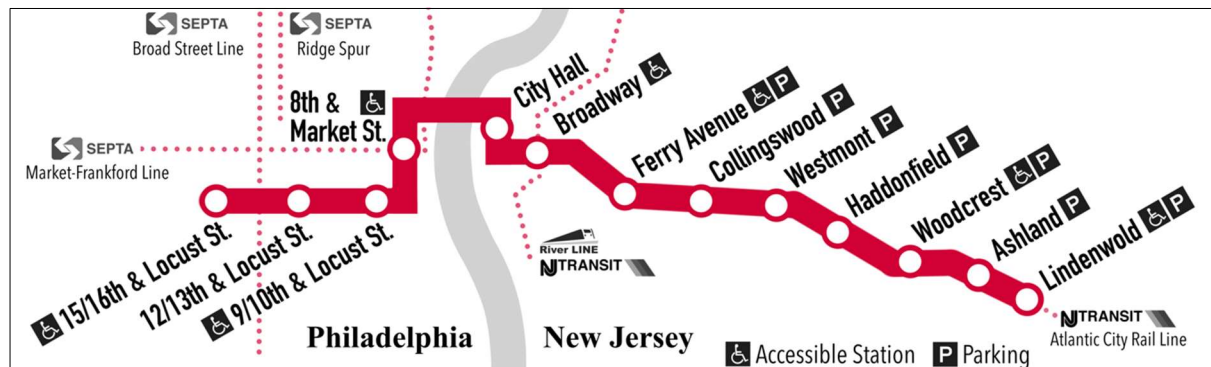 SEPTA
Broad Street Line
SEPTA
Ridge Spur
8th &
Market St.
SEPTA
Market-Frankford Line
15/16th & Locust St.
12/13th & Locust St.
9/10th & Locust St.
City Hall
Broadway
Ferry Avenue P
Collingswood P
Westmont P
Haddonfield P
Woodcrest P
Ashland P
Lindenwold P
River LINE
NJTRANSIT
NJTRANSIT
Atlantic City Rail Line
Philadelphia
New Jersey
Accessible Station
P Parking